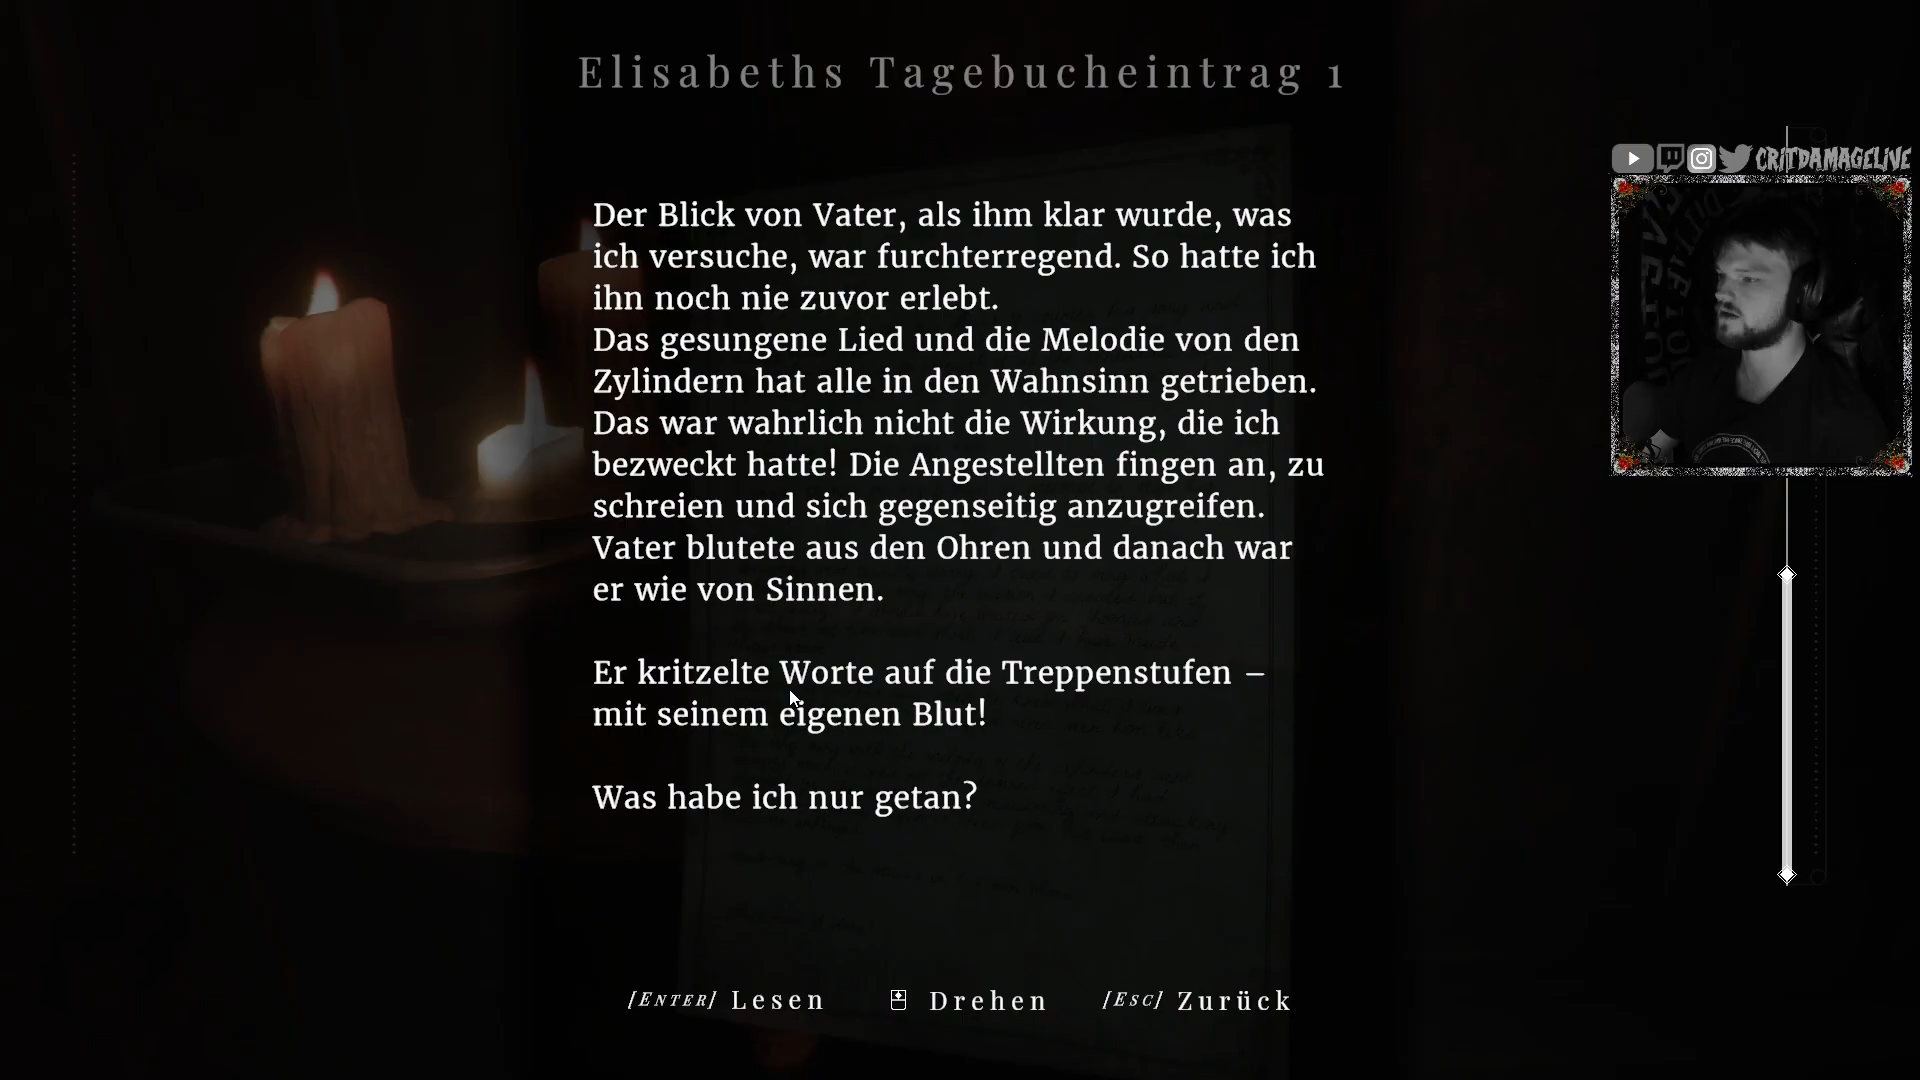 Elisabeths Tagebucheintrag 1
CRITDAMAGELIVE
Der Blick von Vater, als ihm klar wurde, was
ich versuche, war furchterregend. So hatte ich
ihn noch nie zuvor erlebt.
Das gesungene Lied und die Melodie von den
Zylindern hat alle in den Wahnsinn getrieben.
Das war wahrlich nicht die Wirkung, die ich
bezweckt hatte! Die Angestellten fingen an, zu
schreien und sich gegenseitig anzugreifen.
Vater blutete aus den Ohren und danach war
er wie von Sinnen.
Er kritzelte Worte auf die Treppenstufen –
mit seinem eigenen Blut!
Was habe ich nur getan?
[ENTER] Lesen Drehen [ESC] Zurück